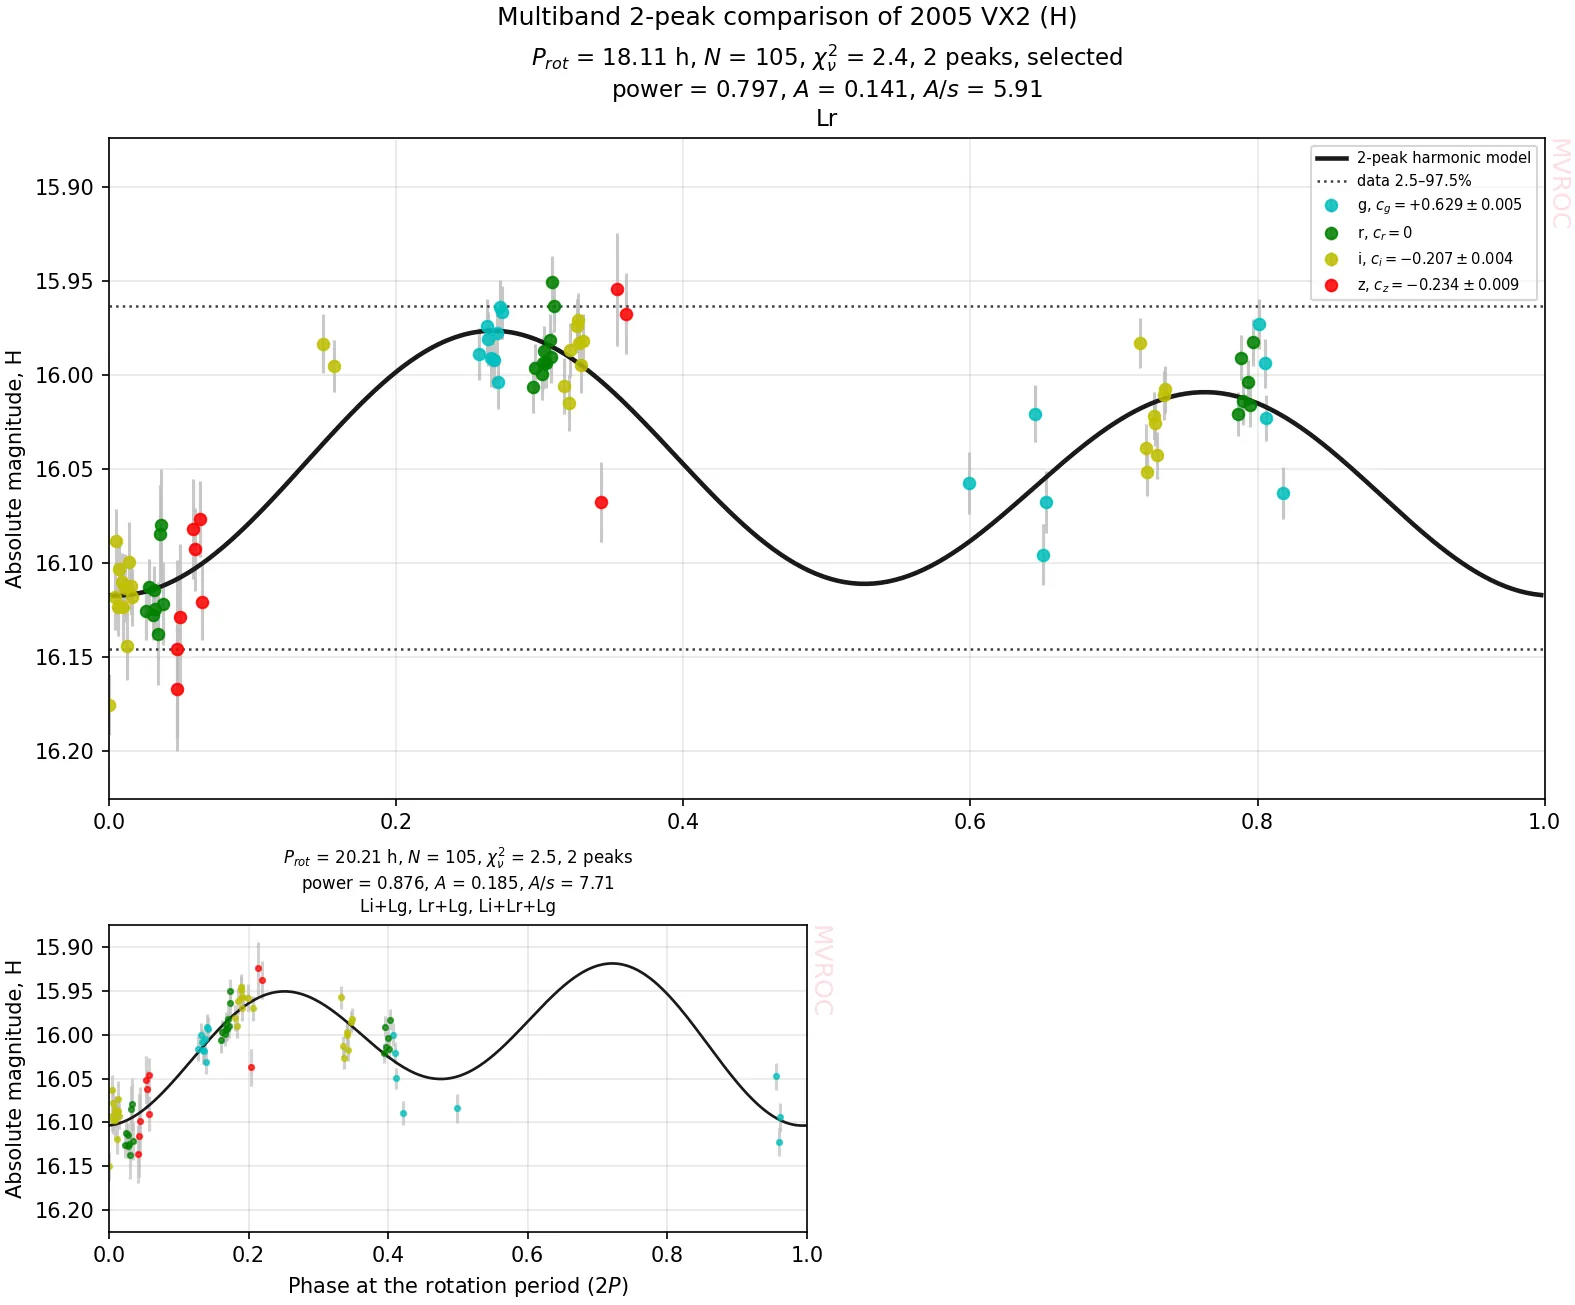 Multiband 2-peak comparison of 2005 VX2 (H)
P_rot = 18.11 h, N = 105, χ²_ν = 2.4, 2 peaks, selected
power = 0.797, A = 0.141, A/s = 5.91
Lr
2-peak harmonic model
data 2.5–97.5%
g, c_g = +0.629 ± 0.005
r, c_r = 0
i, c_i = −0.207 ± 0.004
z, c_z = −0.234 ± 0.009
MVROC
Absolute magnitude, H
15.90
15.95
16.00
16.05
16.10
16.15
16.20
0.0 0.2 0.4 0.6 0.8 1.0
P_rot = 20.21 h, N = 105, χ²_ν = 2.5, 2 peaks
power = 0.876, A = 0.185, A/s = 7.71
Li+Lg, Lr+Lg, Li+Lr+Lg
MVROC
Absolute magnitude, H
15.90
15.95
16.00
16.05
16.10
16.15
16.20
0.0 0.2 0.4 0.6 0.8 1.0
Phase at the rotation period (2P)